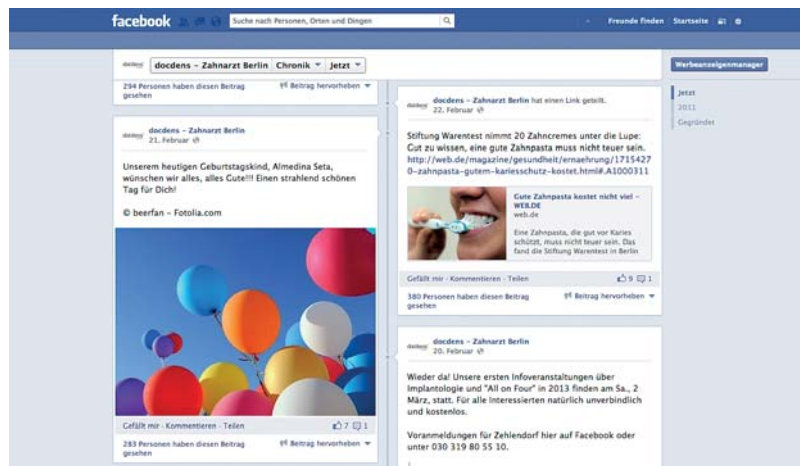 facebook
Suche nach Personen, Orten und Dingen
Freunde finden
Startseite
docdens – Zahnarzt Berlin
Chronik
Jetzt
Werbeanzeigenmanager
Jetzt
2011
Gegründet
294 Personen haben diesen Beitrag
gesehen
Beitrag hervorheben
docdens – Zahnarzt Berlin
21. Februar
Unserem heutigen Geburtstagskind, Almedina Seta,
wünschen wir alles, alles Gute!!! Einen strahlend schönen
Tag für Dich!
© beerfan – Fotolia.com
Gefällt mir · Kommentieren · Teilen
7
1
283 Personen haben diesen Beitrag
gesehen
Beitrag hervorheben
docdens – Zahnarzt Berlin hat einen Link geteilt.
22. Februar
Stiftung Warentest nimmt 20 Zahncremes unter die Lupe:
Gut zu wissen, eine gute Zahnpasta muss nicht teuer sein.
http://web.de/magazine/gesundheit/ernaehrung/1715427
0-zahnpasta-gutem-kariesschutz-kostet.html#.A1000311
Gute Zahnpasta kostet nicht viel –
WEB.DE
web.de
Eine Zahnpasta, die gut vor Karies
schützt, muss nicht teuer sein. Das
fand die Stiftung Warentest in Berlin
Gefällt mir · Kommentieren · Teilen
9
1
380 Personen haben diesen Beitrag
gesehen
Beitrag hervorheben
docdens – Zahnarzt Berlin
20. Februar
Wieder da! Unsere ersten Infoveranstaltungen über
Implantologie und "All on Four" in 2013 finden am Sa., 2
März, statt. Für alle Interessierten natürlich unverbindlich
und kostenlos.
Voranmeldungen für Zehlendorf hier auf Facebook oder
unter 030 319 80 55 10.